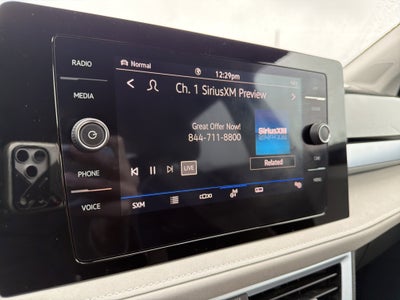 RADIO
Normal
12:29pm
MEDIA
Ch. 1 SiriusXM Preview
Great Offer Now!
844-711-8800
SiriusXM
Related
LIVE
PHONE
CAR
VOICE
SXM